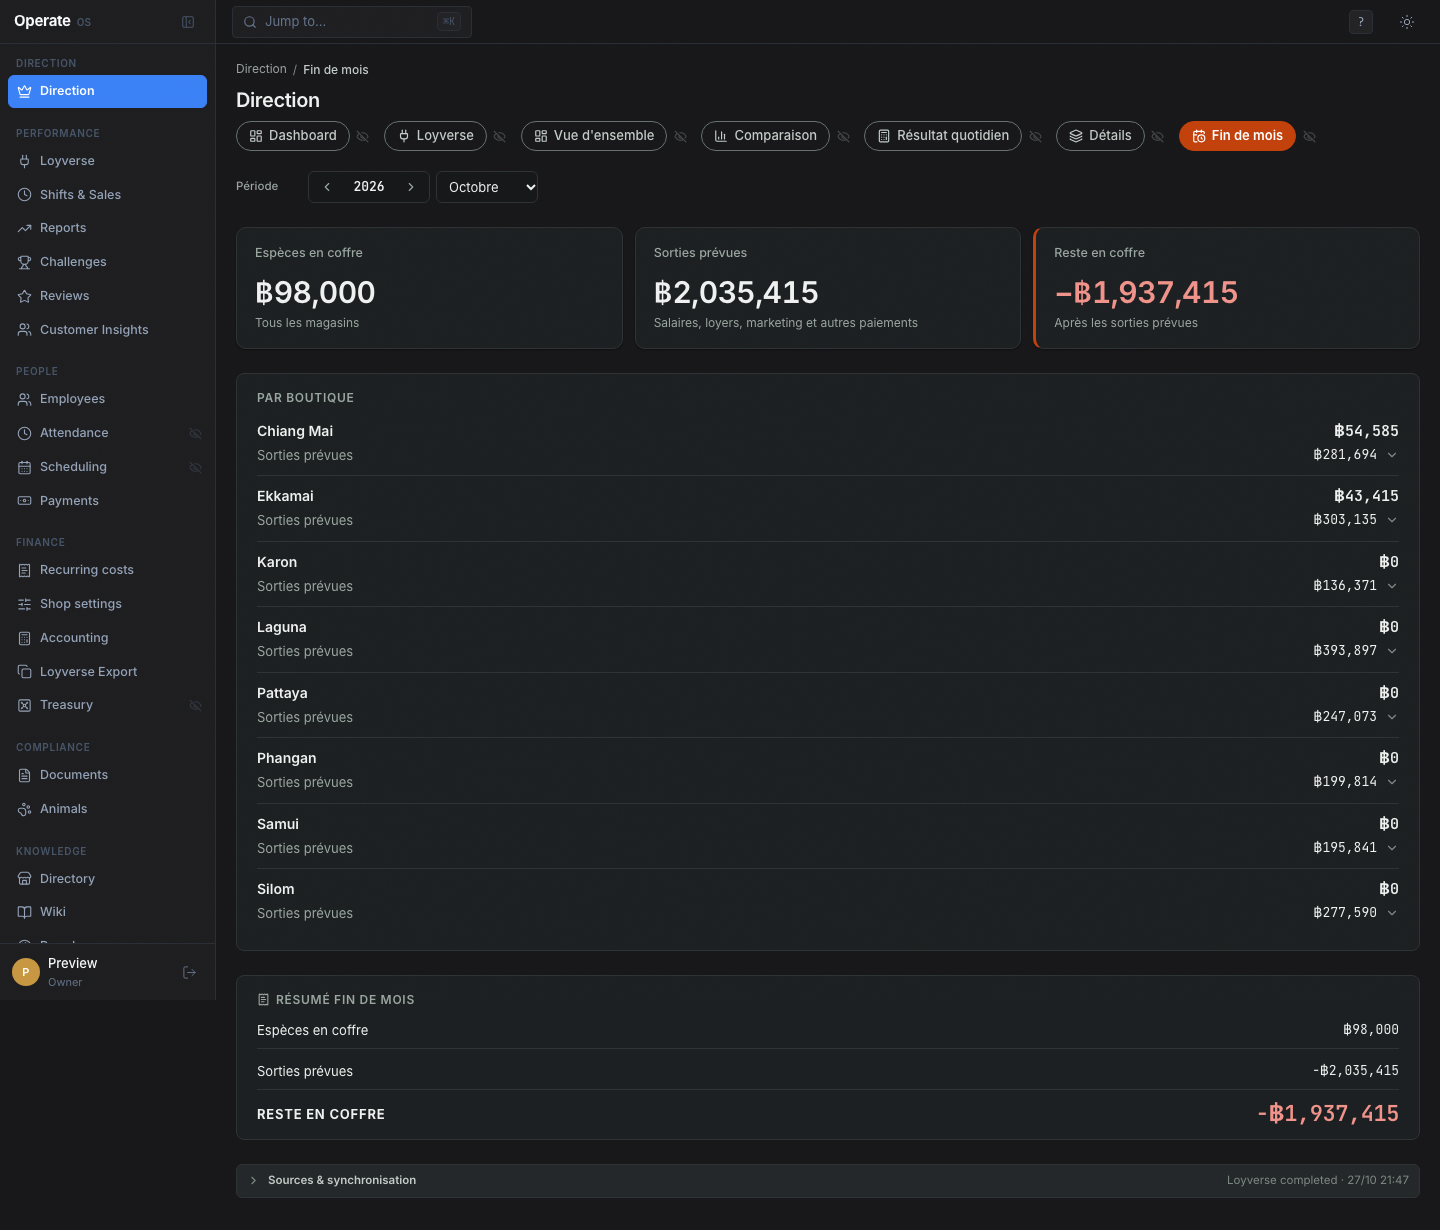 Operate OS
Jump to...
⌘K
?
DIRECTION
Direction
PERFORMANCE
Loyverse
Shifts & Sales
Reports
Challenges
Reviews
Customer Insights
PEOPLE
Employees
Attendance
Scheduling
Payments
FINANCE
Recurring costs
Shop settings
Accounting
Loyverse Export
Treasury
COMPLIANCE
Documents
Animals
KNOWLEDGE
Directory
Wiki
P
Preview
Owner
Direction / Fin de mois
Direction
Dashboard
Loyverse
Vue d'ensemble
Comparaison
Résultat quotidien
Détails
Fin de mois
Période
2026
Octobre
Espèces en coffre
฿98,000
Tous les magasins
Sorties prévues
฿2,035,415
Salaires, loyers, marketing et autres paiements
Reste en coffre
−฿1,937,415
Après les sorties prévues
PAR BOUTIQUE
Chiang Mai ฿54,585
Sorties prévues ฿281,694
Ekkamai ฿43,415
Sorties prévues ฿303,135
Karon ฿0
Sorties prévues ฿136,371
Laguna ฿0
Sorties prévues ฿393,897
Pattaya ฿0
Sorties prévues ฿247,073
Phangan ฿0
Sorties prévues ฿199,814
Samui ฿0
Sorties prévues ฿195,841
Silom ฿0
Sorties prévues ฿277,590
RÉSUMÉ FIN DE MOIS
Espèces en coffre ฿98,000
Sorties prévues -฿2,035,415
RESTE EN COFFRE -฿1,937,415
Sources & synchronisation
Loyverse completed · 27/10 21:47